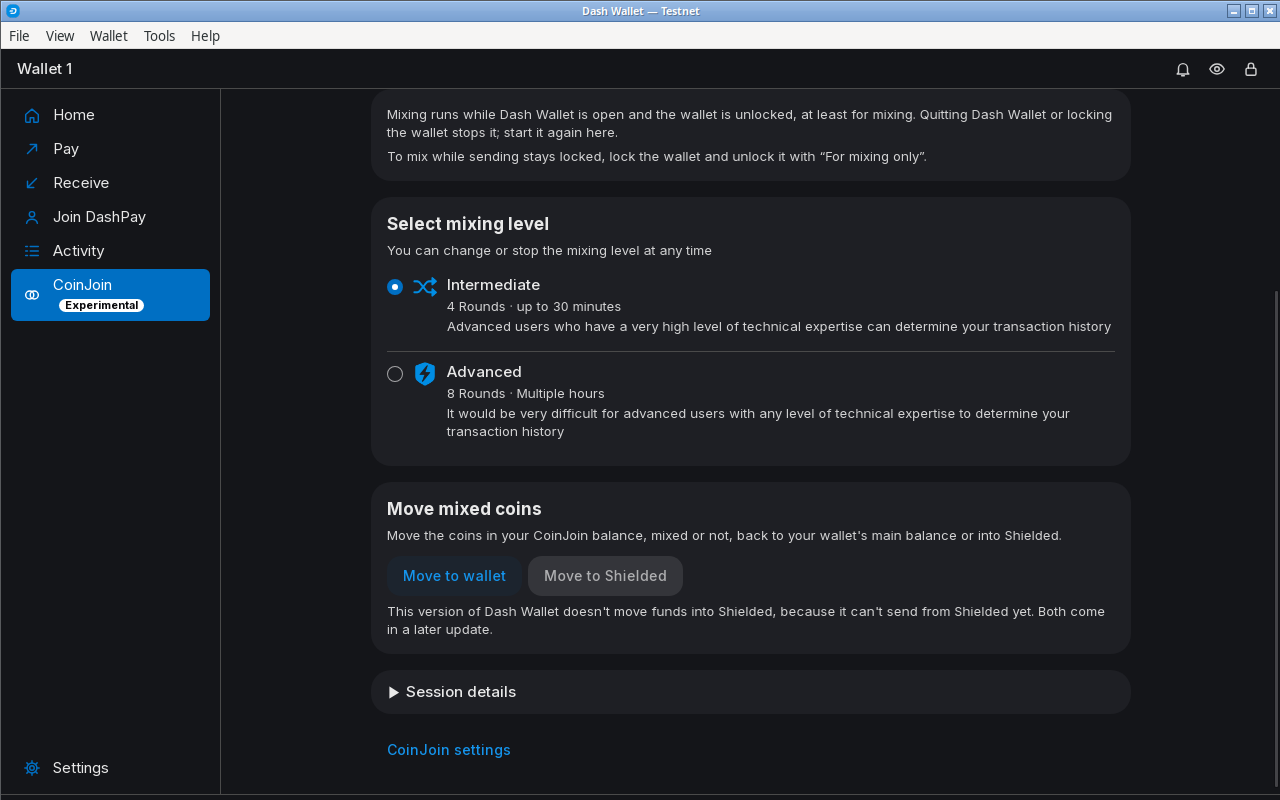 Dash Wallet — Testnet
File View Wallet Tools Help
Wallet 1
Home
Pay
Receive
Join DashPay
Activity
CoinJoin
Experimental
Settings
Mixing runs while Dash Wallet is open and the wallet is unlocked, at least for mixing. Quitting Dash Wallet or locking
the wallet stops it; start it again here.
To mix while sending stays locked, lock the wallet and unlock it with “For mixing only”.
Select mixing level
You can change or stop the mixing level at any time
Intermediate
4 Rounds · up to 30 minutes
Advanced users who have a very high level of technical expertise can determine your transaction history
Advanced
8 Rounds · Multiple hours
It would be very difficult for advanced users with any level of technical expertise to determine your
transaction history
Move mixed coins
Move the coins in your CoinJoin balance, mixed or not, back to your wallet's main balance or into Shielded.
Move to wallet Move to Shielded
This version of Dash Wallet doesn't move funds into Shielded, because it can't send from Shielded yet. Both come
in a later update.
Session details
CoinJoin settings